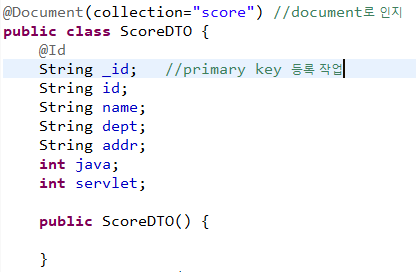 @Document(collection="score") //document로 인지
public class ScoreDTO {
@Id
String _id; //primary key 등록 작업
String id;
String name;
String dept;
String addr;
int java;
int servlet;
public ScoreDTO() {
}